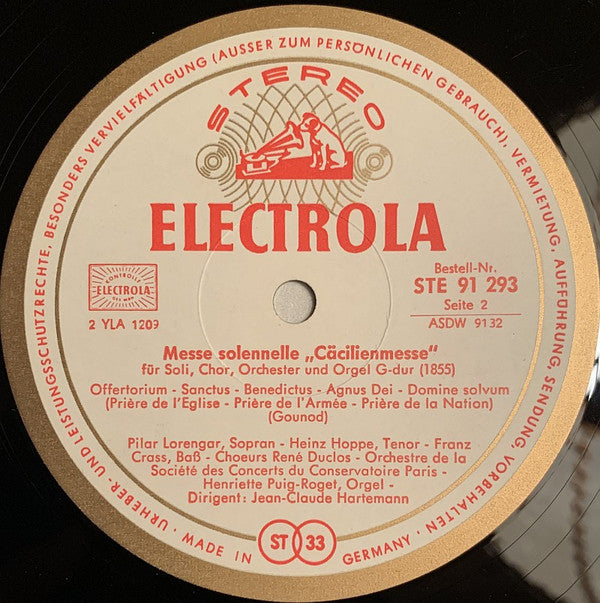 STEREO
ELECTROLA
Bestell-Nr.
STE 91 293
Seite 2
ASDW 9132
ELECTROLA
2 YLA 1209
Messe solennelle „Cäcilienmesse“
für Soli, Chor, Orchester und Orgel G-dur (1855)
Offertorium - Sanctus - Benedictus - Agnus Dei - Domine solvum
(Prière de l'Eglise - Prière de l'Armée - Prière de la Nation)
(Gounod)
Pilar Lorengar, Sopran - Heinz Hoppe, Tenor - Franz
Crass, Baß - Choeurs René Duclos - Orchestre de la
Société des Concerts du Conservatoire Paris -
Henriette Puig-Roget, Orgel -
Dirigent: Jean-Claude Hartemann
ST 33
· URHEBER- UND LEISTUNGSSCHUTZRECHTE, BESONDERS VERVIELFÄLTIGUNG (AUSSER ZUM PERSÖNLICHEN GEBRAUCH), VERMIETUNG, AUFFÜHRUNG, SENDUNG, VORBEHALTEN ·
MADE IN GERMANY